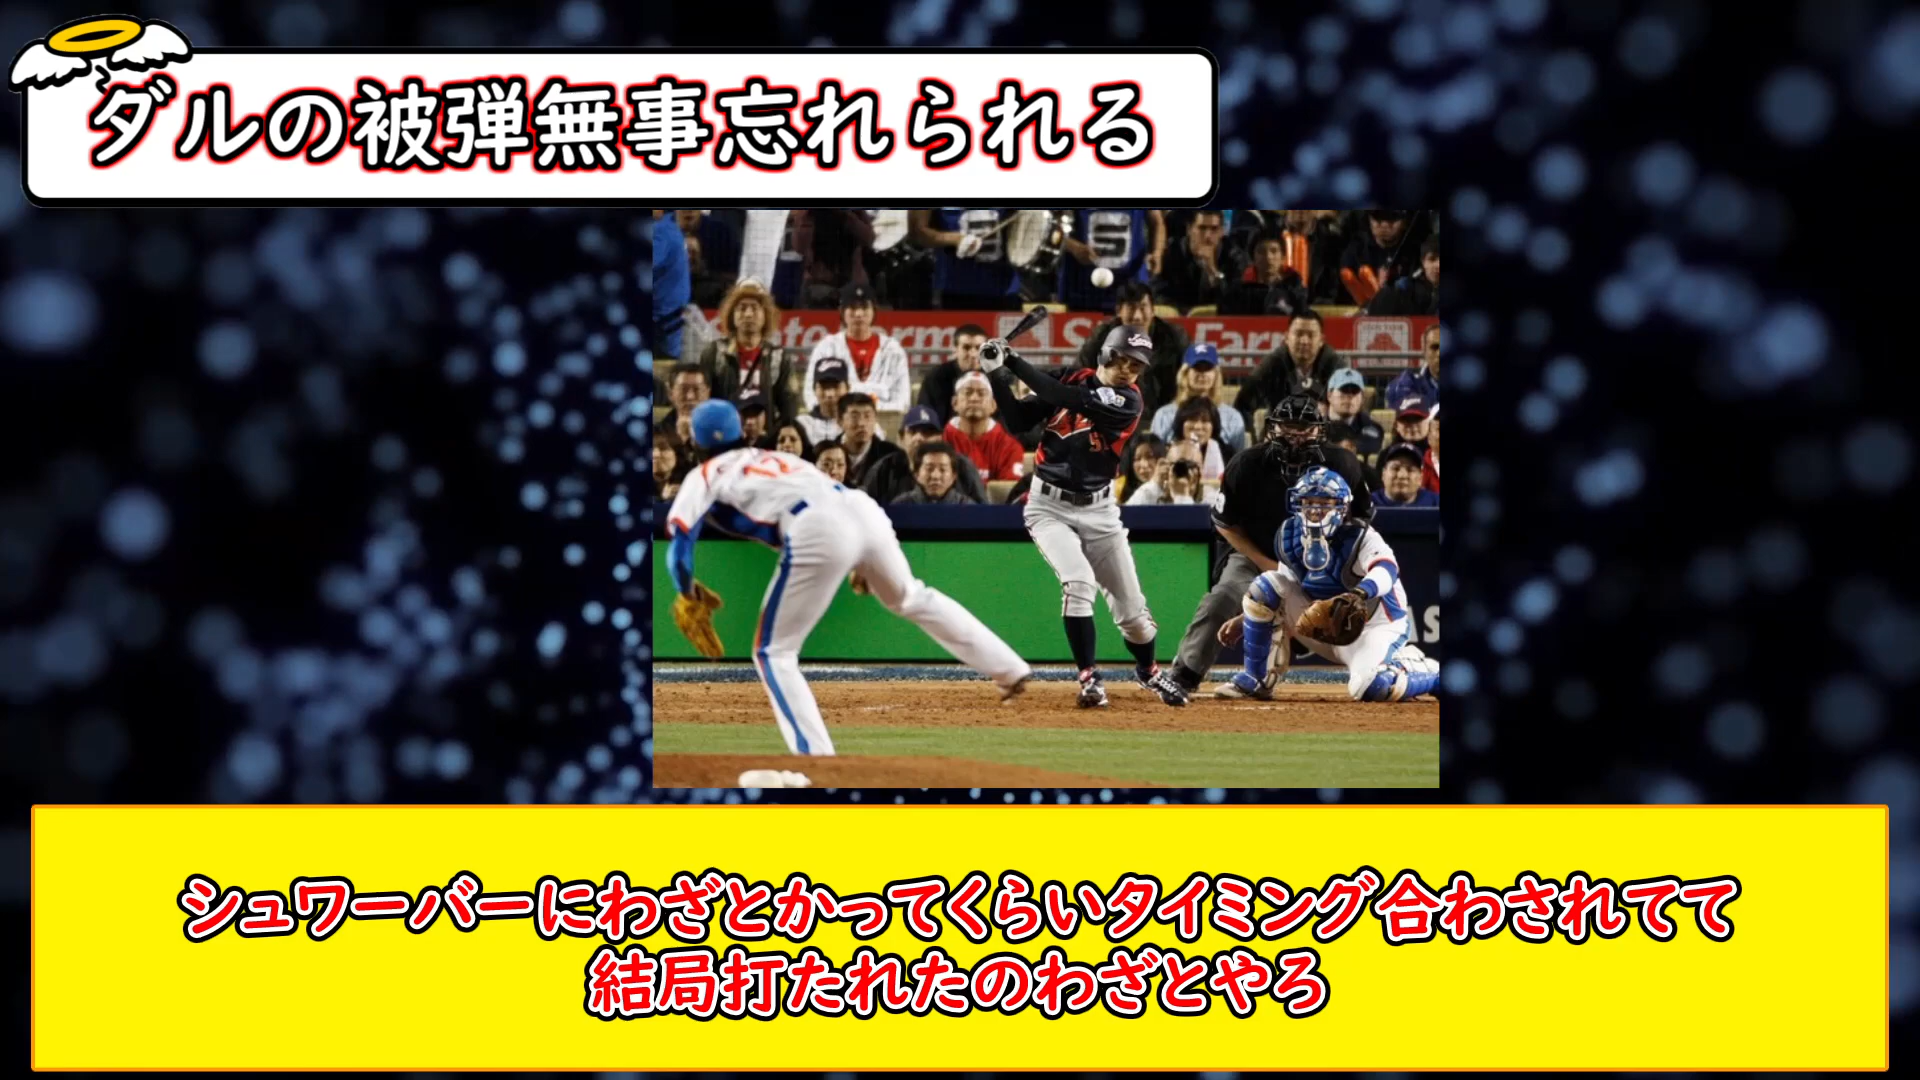 ダルの被弾無事忘れられる
シュワーバーにわざとかってくらいタイミング合わされてて
結局打たれたのわざとやろ